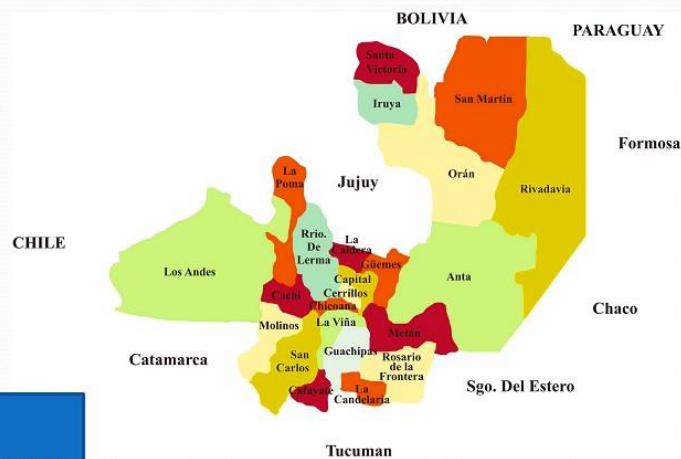 BOLIVIA
PARAGUAY
Santa
Victoria
Iruya
San Martín
Formosa
La
Poma
Jujuy
Orán
Rivadavia
CHILE
Rrio.
De
Lerma
La
Caldera
Güemes
Los Andes
Capital
Anta
Cachi
Cerrillos
Chicoana
Chaco
Molinos
La Viña
Metán
Catamarca
San
Carlos
Guachipas
Rosario
de la
Frontera
Sgo. Del Estero
Cafayate
La
Candelaria
Tucuman